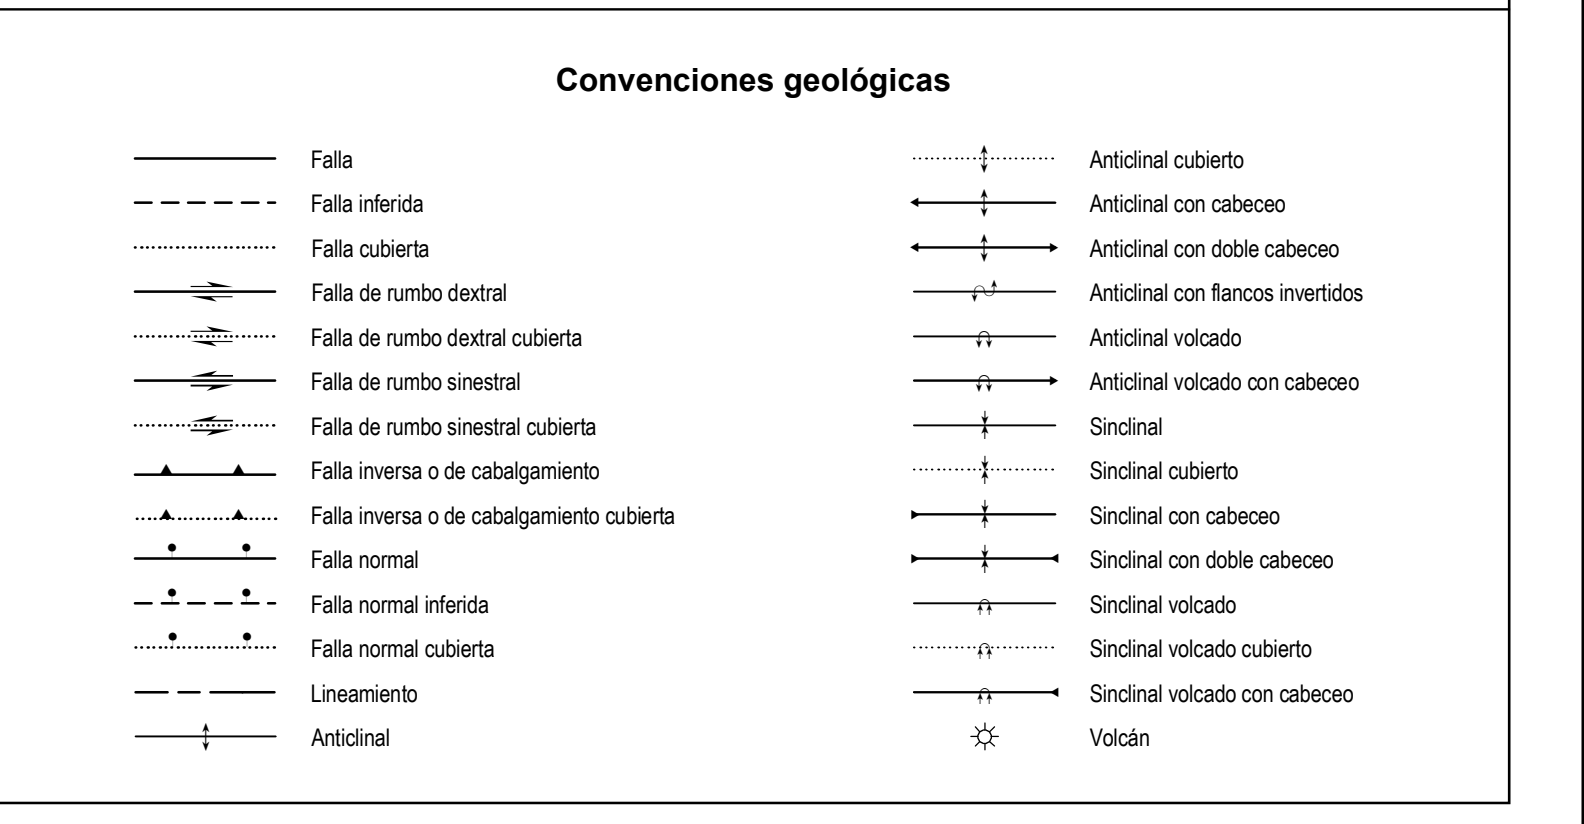 Convenciones geológicas
Falla
Falla inferida
Falla cubierta
Falla de rumbo dextral
Falla de rumbo dextral cubierta
Falla de rumbo sinestral
Falla de rumbo sinestral cubierta
Falla inversa o de cabalgamiento
Falla inversa o de cabalgamiento cubierta
Falla normal
Falla normal inferida
Falla normal cubierta
Lineamiento
Anticlinal
Anticlinal cubierto
Anticlinal con cabeceo
Anticlinal con doble cabeceo
Anticlinal con flancos invertidos
Anticlinal volcado
Anticlinal volcado con cabeceo
Sinclinal
Sinclinal cubierto
Sinclinal con cabeceo
Sinclinal con doble cabeceo
Sinclinal volcado
Sinclinal volcado cubierto
Sinclinal volcado con cabeceo
Volcán